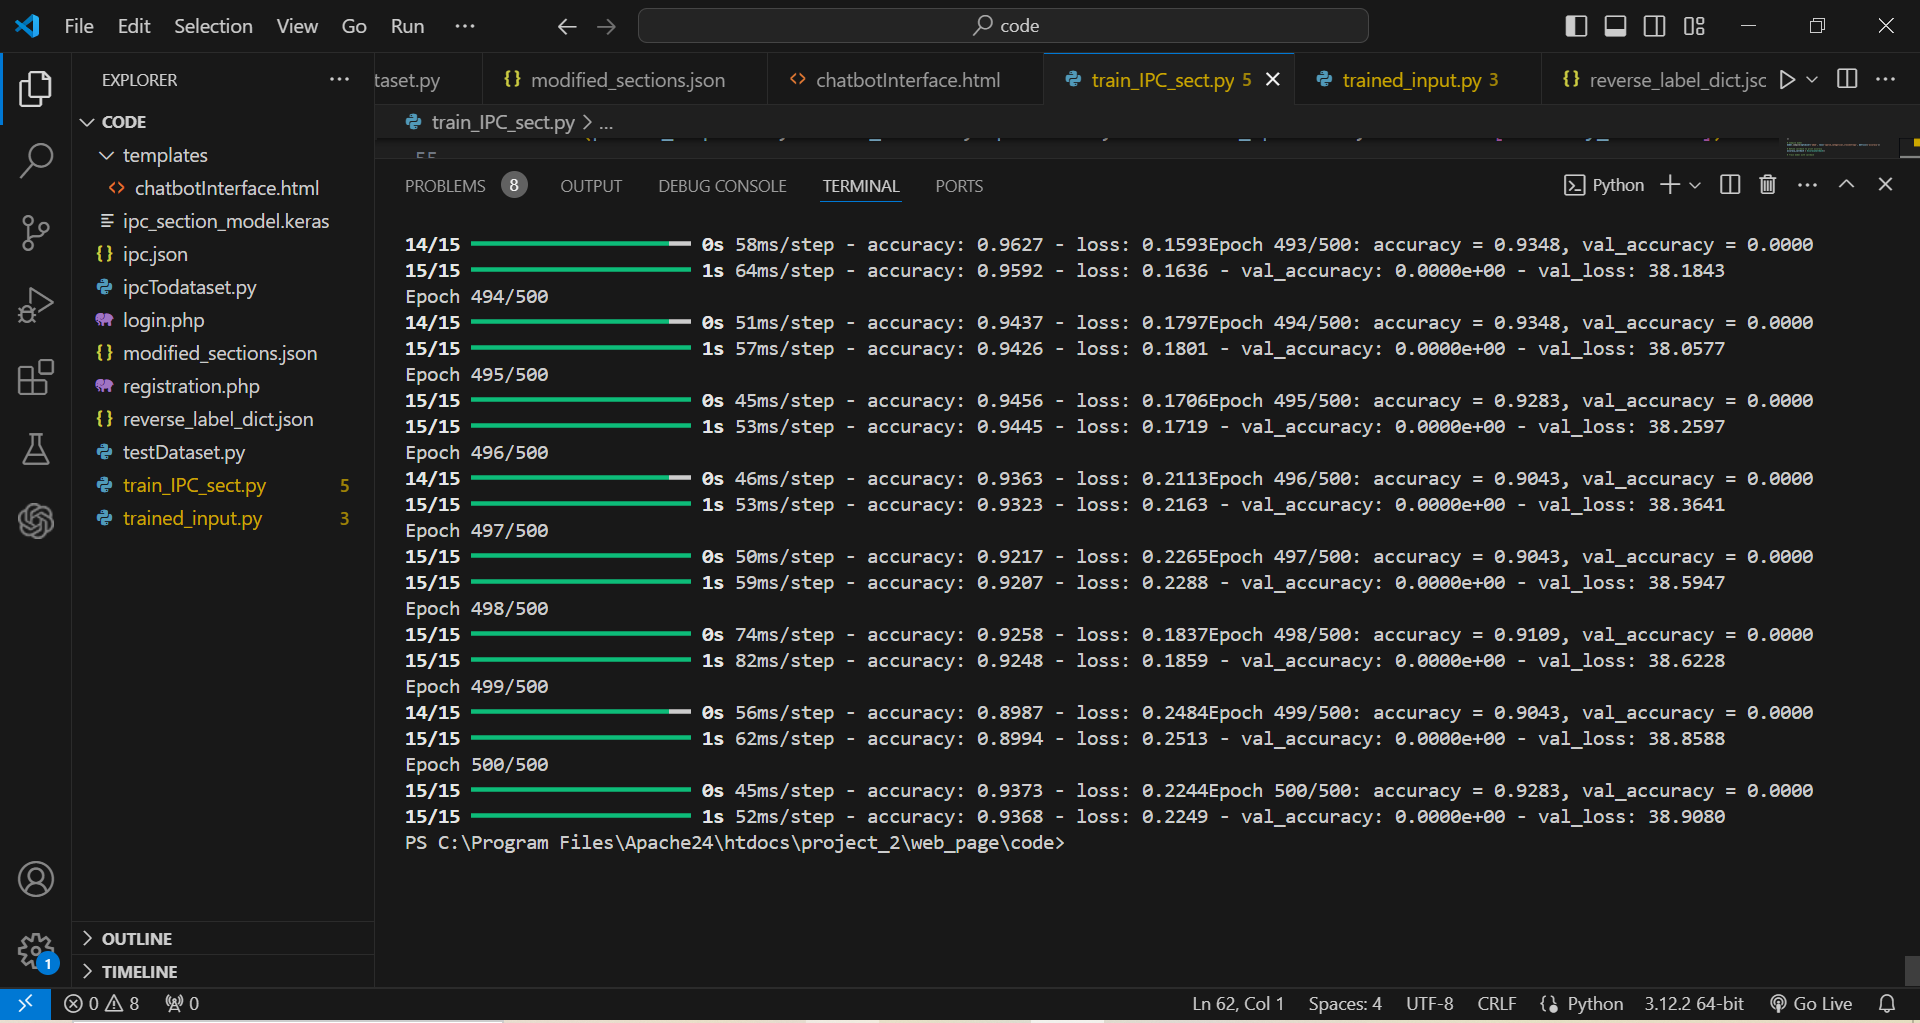 File Edit Selection View Go Run ··· code
EXPLORER ···
CODE
templates
chatbotInterface.html
ipc_section_model.keras
ipc.json
ipcTodataset.py
login.php
modified_sections.json
registration.php
reverse_label_dict.json
testDataset.py
train_IPC_sect.py 5
trained_input.py 3
OUTLINE
TIMELINE
taset.py modified_sections.json chatbotInterface.html train_IPC_sect.py 5 trained_input.py 3 reverse_label_dict.jsc
train_IPC_sect.py > ...
55
PROBLEMS 8 OUTPUT DEBUG CONSOLE TERMINAL PORTS Python
14/15 0s 58ms/step - accuracy: 0.9627 - loss: 0.1593Epoch 493/500: accuracy = 0.9348, val_accuracy = 0.0000
15/15 1s 64ms/step - accuracy: 0.9592 - loss: 0.1636 - val_accuracy: 0.0000e+00 - val_loss: 38.1843
Epoch 494/500
14/15 0s 51ms/step - accuracy: 0.9437 - loss: 0.1797Epoch 494/500: accuracy = 0.9348, val_accuracy = 0.0000
15/15 1s 57ms/step - accuracy: 0.9426 - loss: 0.1801 - val_accuracy: 0.0000e+00 - val_loss: 38.0577
Epoch 495/500
15/15 0s 45ms/step - accuracy: 0.9456 - loss: 0.1706Epoch 495/500: accuracy = 0.9283, val_accuracy = 0.0000
15/15 1s 53ms/step - accuracy: 0.9445 - loss: 0.1719 - val_accuracy: 0.0000e+00 - val_loss: 38.2597
Epoch 496/500
14/15 0s 46ms/step - accuracy: 0.9363 - loss: 0.2113Epoch 496/500: accuracy = 0.9043, val_accuracy = 0.0000
15/15 1s 53ms/step - accuracy: 0.9323 - loss: 0.2163 - val_accuracy: 0.0000e+00 - val_loss: 38.3641
Epoch 497/500
15/15 0s 50ms/step - accuracy: 0.9217 - loss: 0.2265Epoch 497/500: accuracy = 0.9043, val_accuracy = 0.0000
15/15 1s 59ms/step - accuracy: 0.9207 - loss: 0.2288 - val_accuracy: 0.0000e+00 - val_loss: 38.5947
Epoch 498/500
15/15 0s 74ms/step - accuracy: 0.9258 - loss: 0.1837Epoch 498/500: accuracy = 0.9109, val_accuracy = 0.0000
15/15 1s 82ms/step - accuracy: 0.9248 - loss: 0.1859 - val_accuracy: 0.0000e+00 - val_loss: 38.6228
Epoch 499/500
14/15 0s 56ms/step - accuracy: 0.8987 - loss: 0.2484Epoch 499/500: accuracy = 0.9043, val_accuracy = 0.0000
15/15 1s 62ms/step - accuracy: 0.8994 - loss: 0.2513 - val_accuracy: 0.0000e+00 - val_loss: 38.8588
Epoch 500/500
15/15 0s 45ms/step - accuracy: 0.9373 - loss: 0.2244Epoch 500/500: accuracy = 0.9283, val_accuracy = 0.0000
15/15 1s 52ms/step - accuracy: 0.9368 - loss: 0.2249 - val_accuracy: 0.0000e+00 - val_loss: 38.9080
PS C:\Program Files\Apache24\htdocs\project_2\web_page\code>
1
0 8 0 Ln 62, Col 1 Spaces: 4 UTF-8 CRLF Python 3.12.2 64-bit Go Live